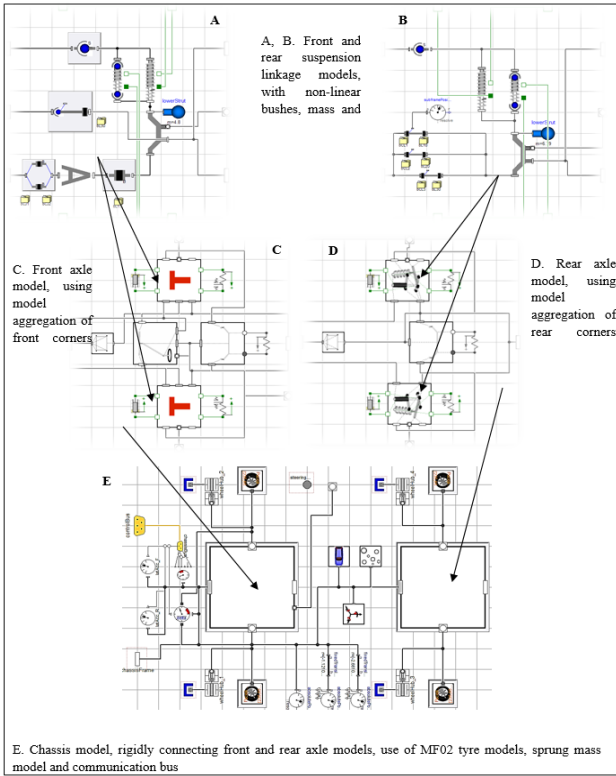 A
B
A, B. Front and
rear suspension
linkage models,
with non-linear
bushes, mass and
lowerStrut
lowerStrut
C
D
C. Front axle
model, using
model
aggregation of
front corners
D. Rear axle
model, using
model
aggregation of
rear corners
E
steering
E. Chassis model, rigidly connecting front and rear axle models, use of MF02 tyre models, sprung mass
model and communication bus